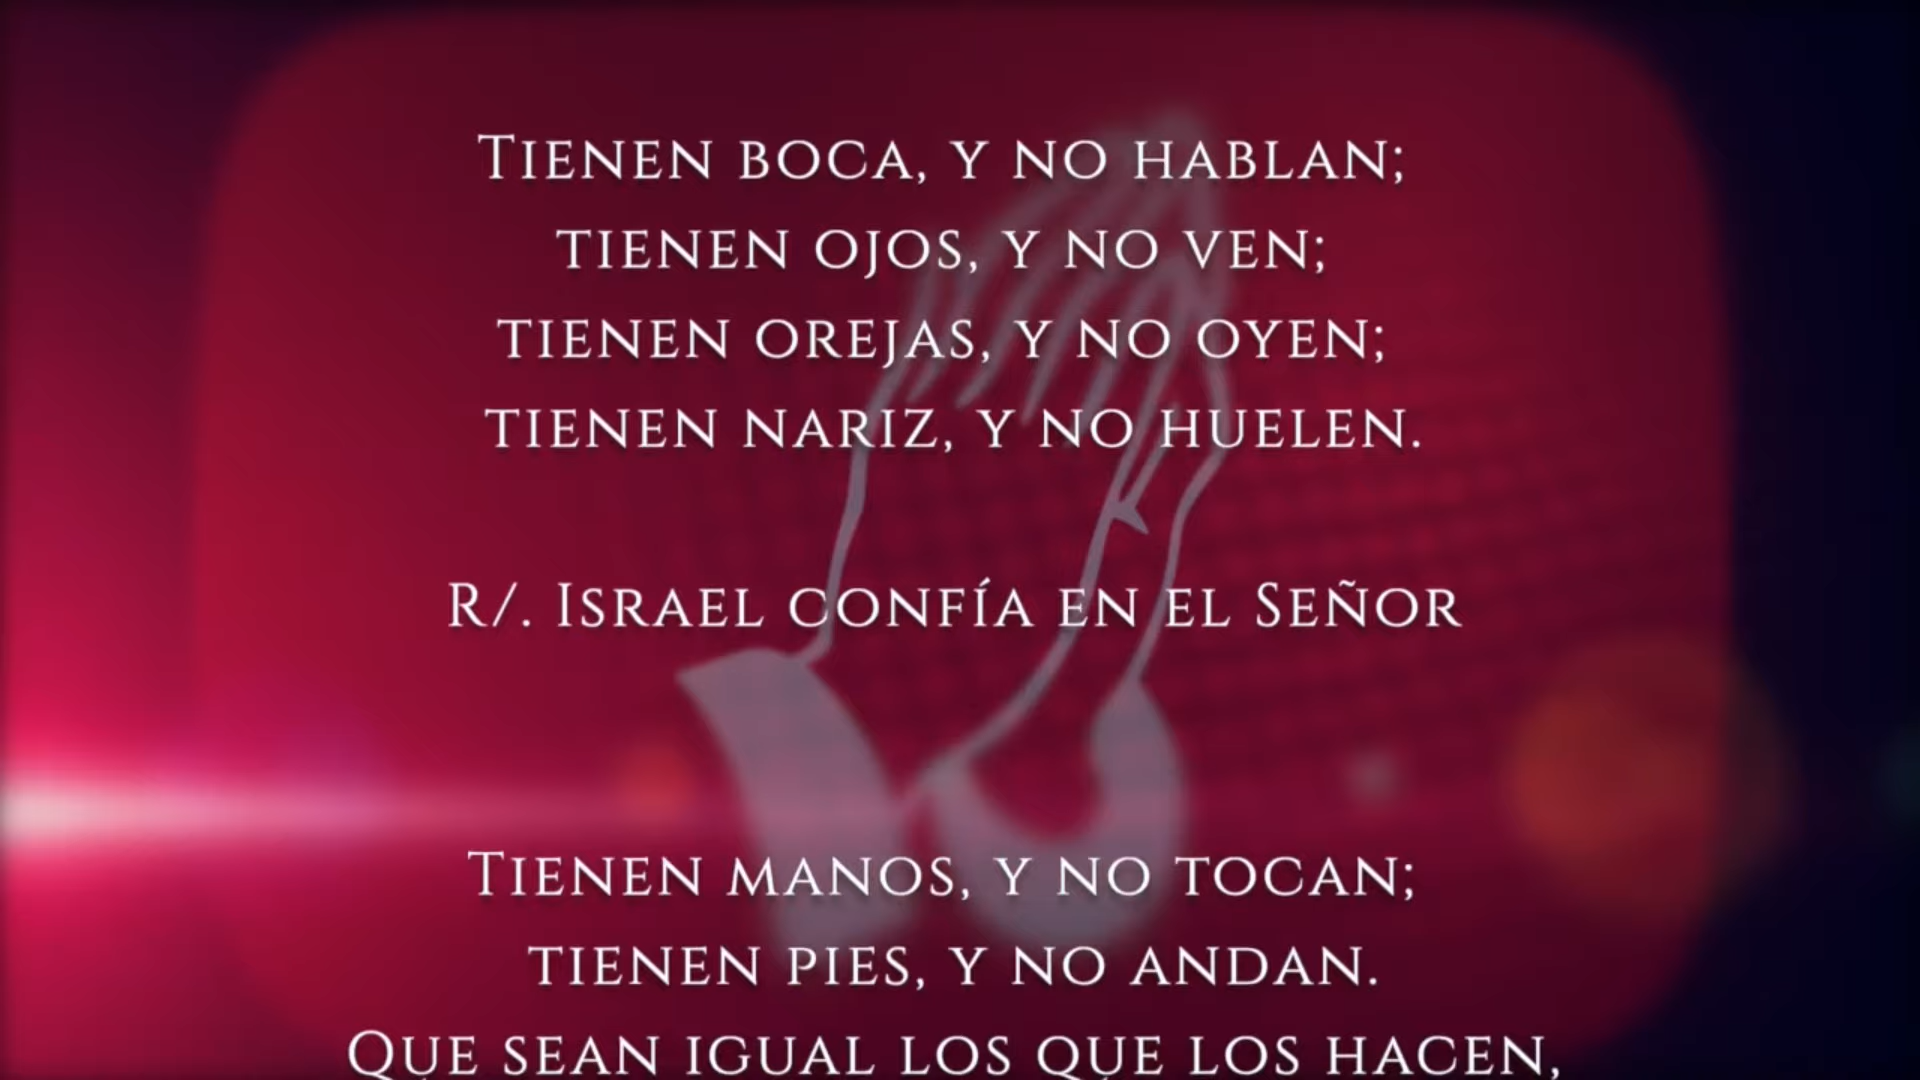 Tienen boca, y no hablan;
tienen ojos, y no ven;
tienen orejas, y no oyen;
tienen nariz, y no huelen.
R/. Israel confía en el Señor
Tienen manos, y no tocan;
tienen pies, y no andan.
Que sean igual los que los hacen,